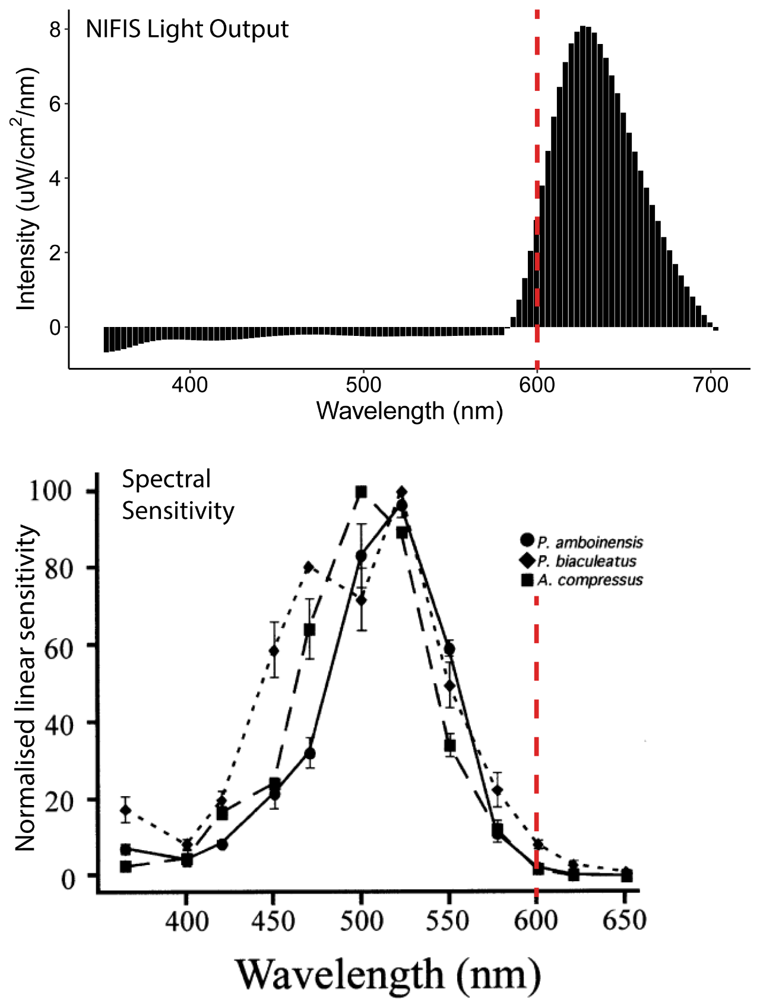 NIFIS Light Output
Intensity (uW/cm²/nm)
8
6
4
2
0
400 500 600 700
Wavelength (nm)
Spectral
Sensitivity
Normalised linear sensitivity
100
80
60
40
20
0
P. amboinensis
P. biaculeatus
A. compressus
400 450 500 550 600 650
Wavelength (nm)